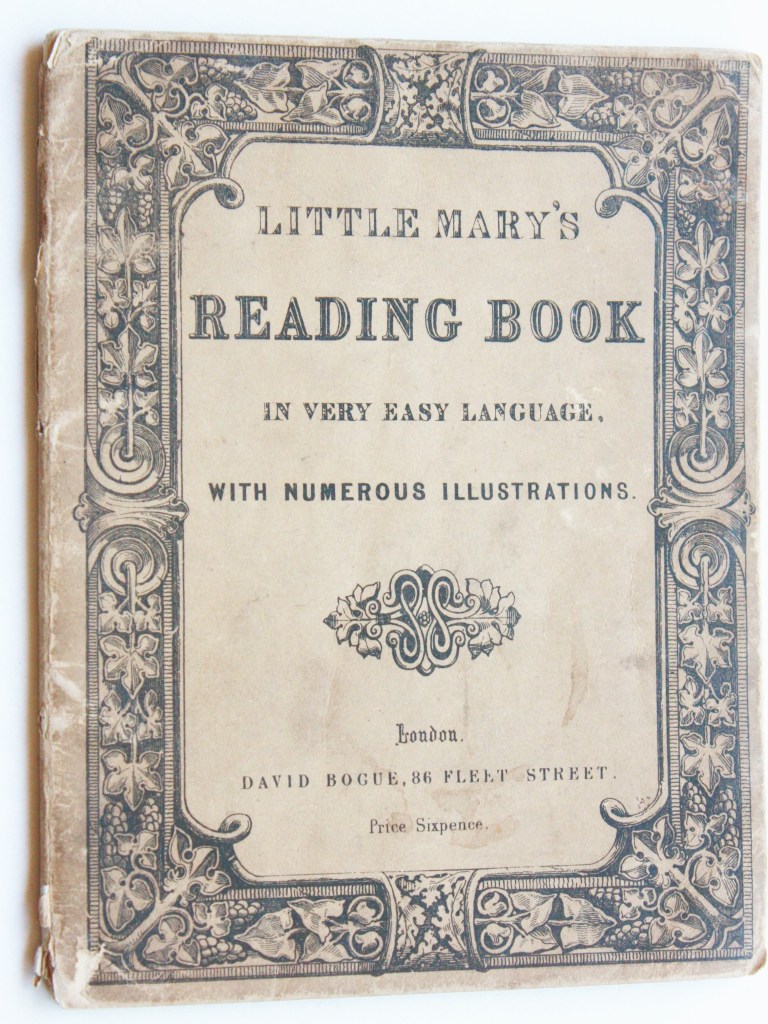 LITTLE MARY'S
READING BOOK
IN VERY EASY LANGUAGE,
WITH NUMEROUS ILLUSTRATIONS.
London.
DAVID BOGUE, 86 FLEET STREET.
Price Sixpence.